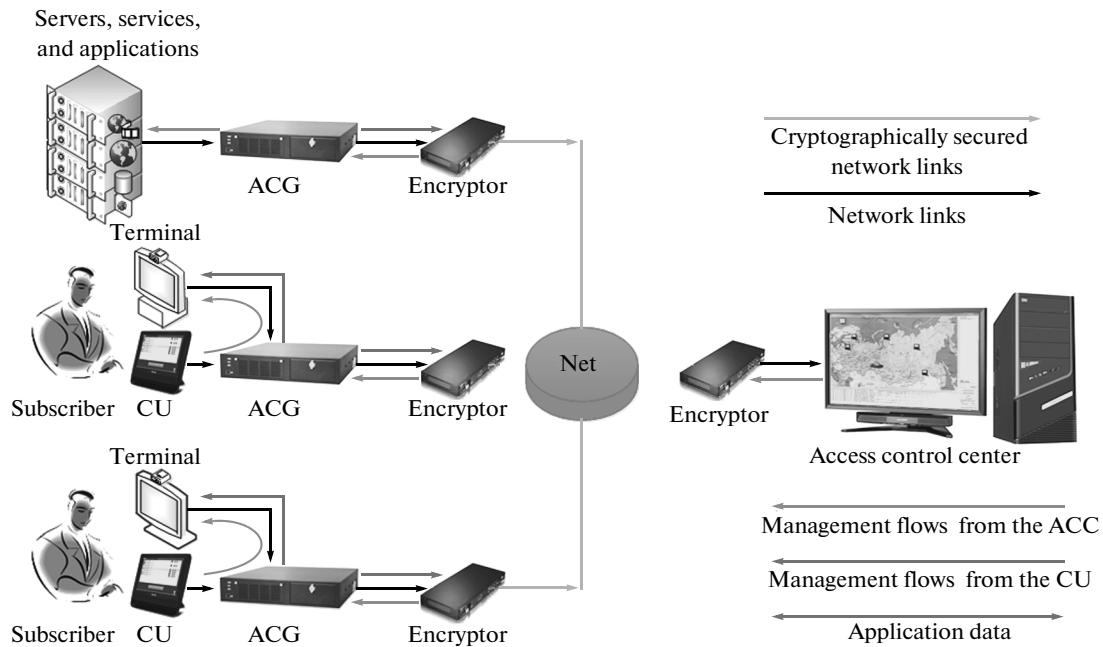 Servers, services,
and applications
ACG
Encryptor
Cryptographically secured
network links
Network links
Terminal
Subscriber
CU
ACG
Encryptor
Net
Encryptor
Access control center
Terminal
Subscriber
CU
ACG
Encryptor
Management flows from the ACC
Management flows from the CU
Application data